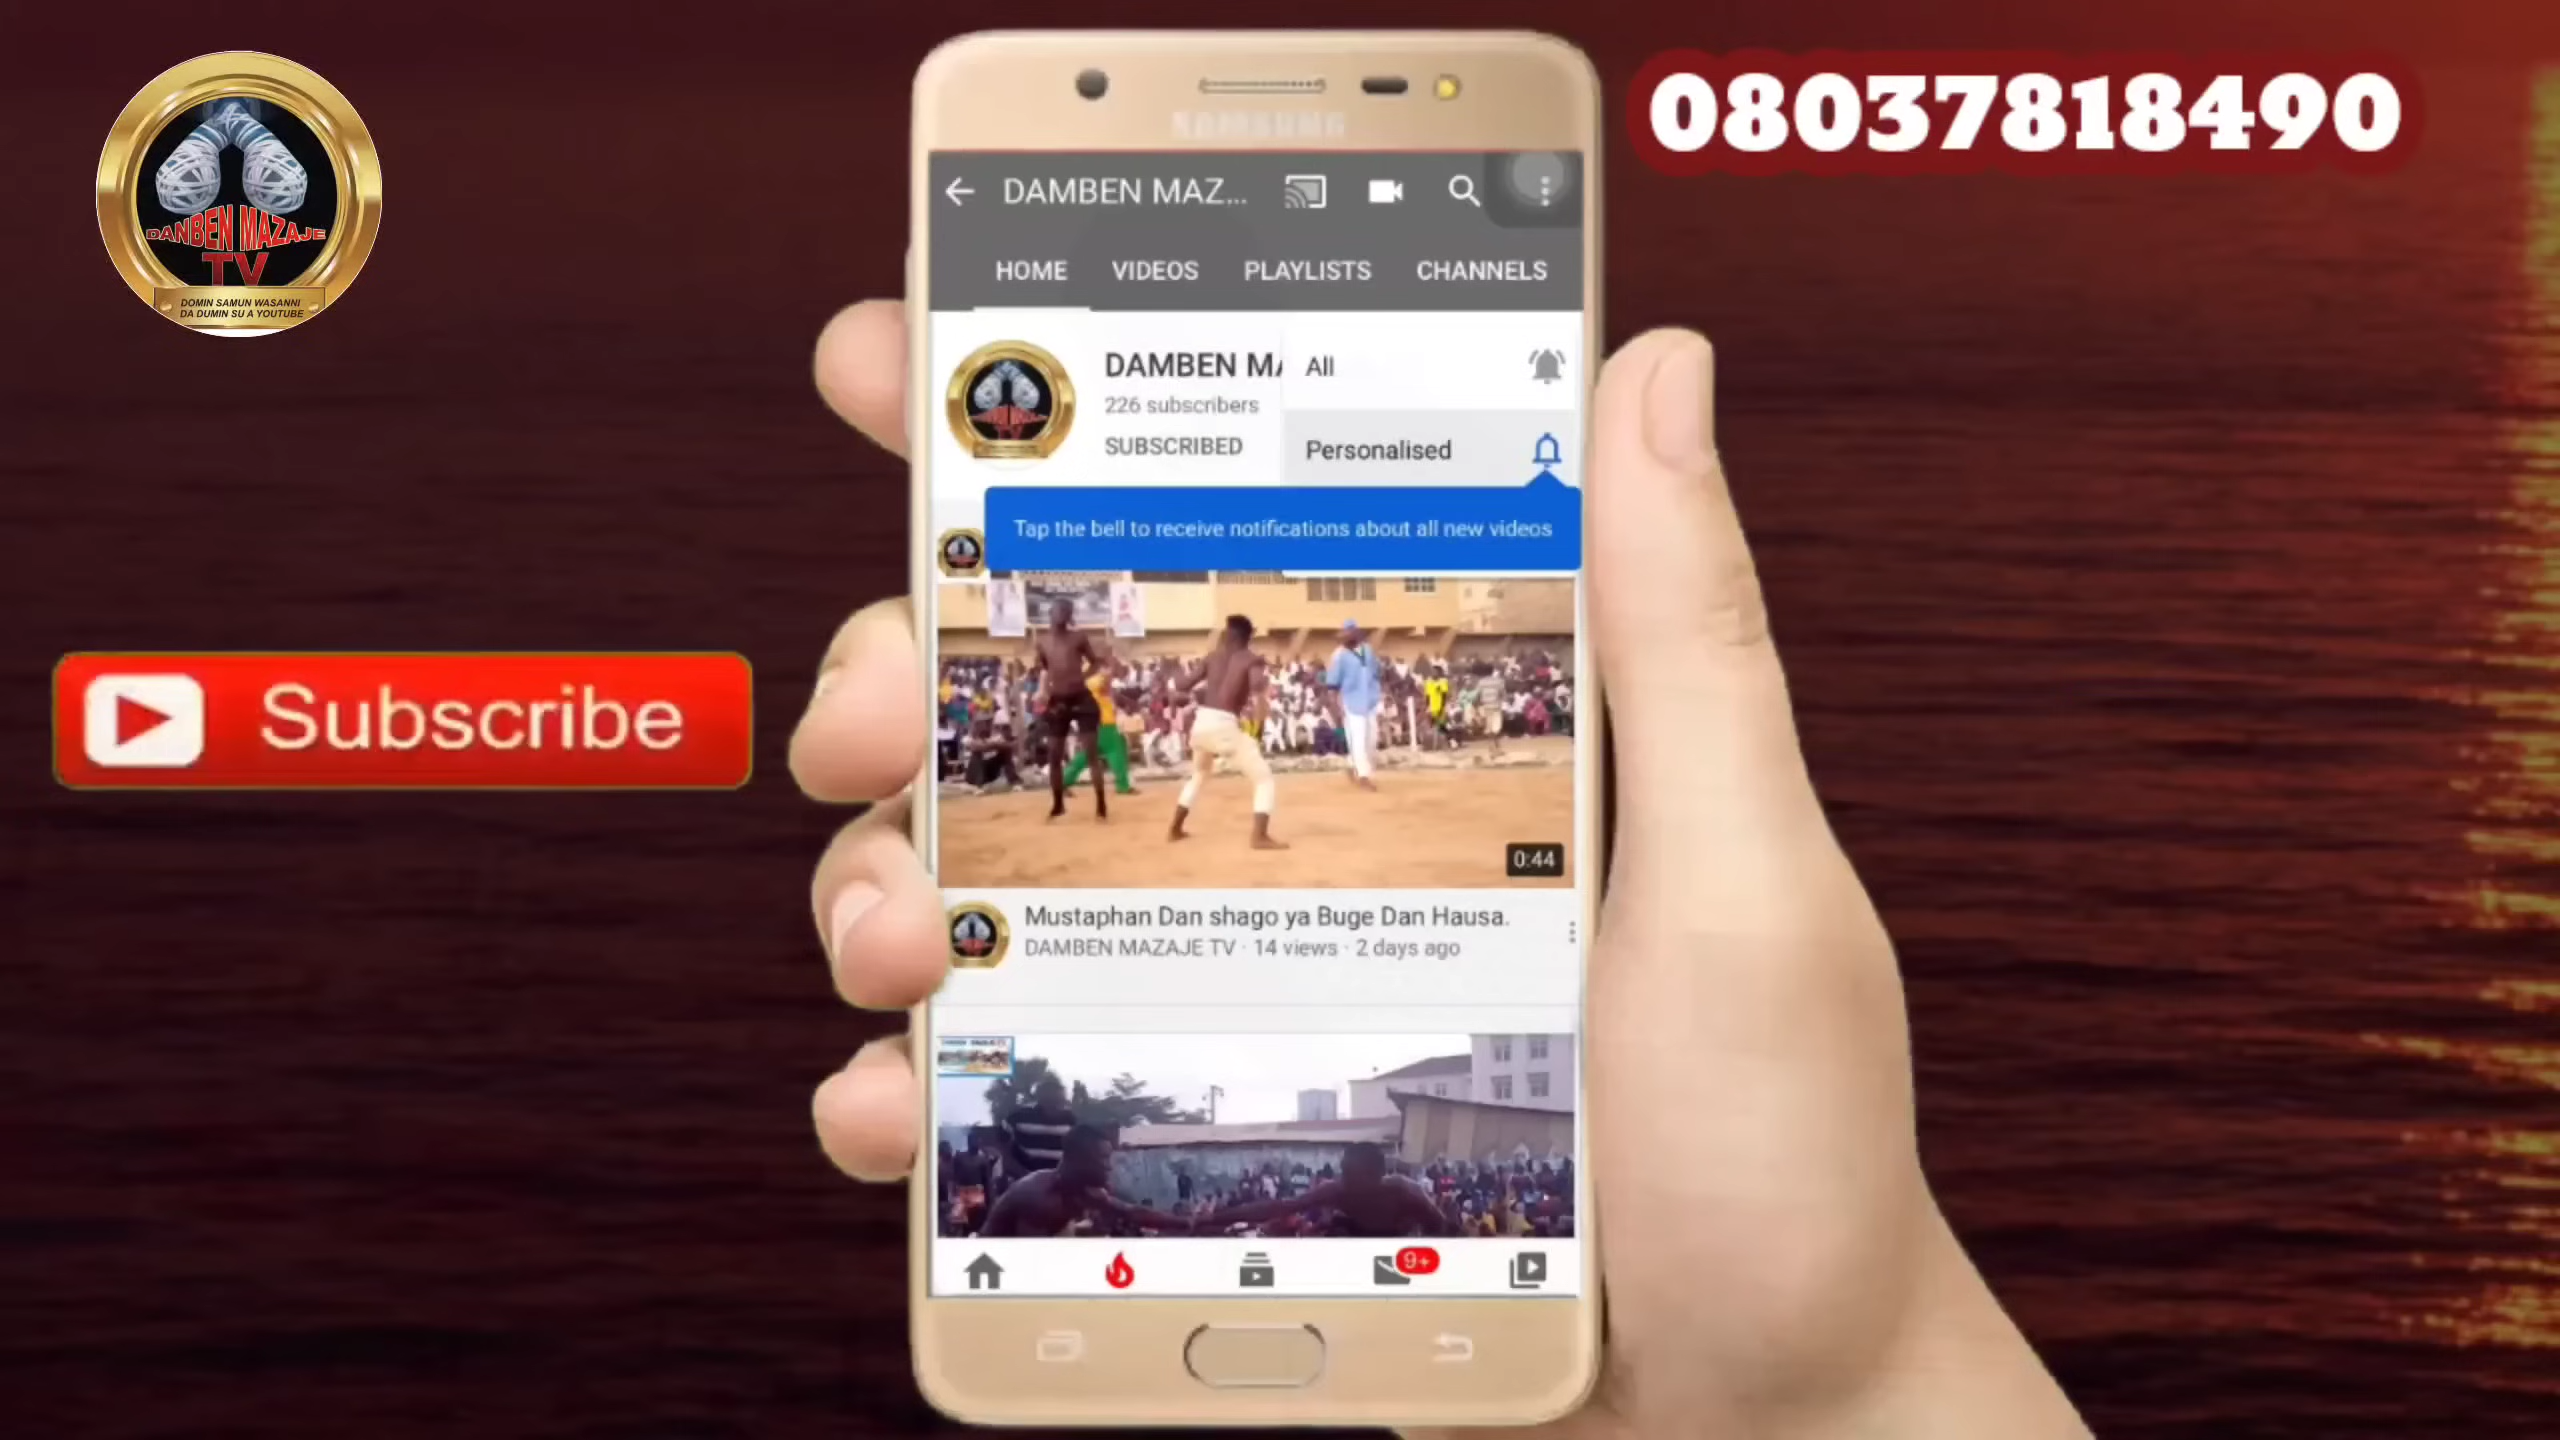 DANBEN MAZAJE
TV
DOMIN SAMUN WASANNI
DA DUMIN SU A YOUTUBE
08037818490
SAMSUNG
DAMBEN MAZ...
HOME VIDEOS PLAYLISTS CHANNELS
DAMBEN MA
226 subscribers
SUBSCRIBED
All
Personalised
Tap the bell to receive notifications about all new videos
0:44
Mustaphan Dan shago ya Buge Dan Hausa.
DAMBEN MAZAJE TV · 14 views · 2 days ago
9+
Subscribe